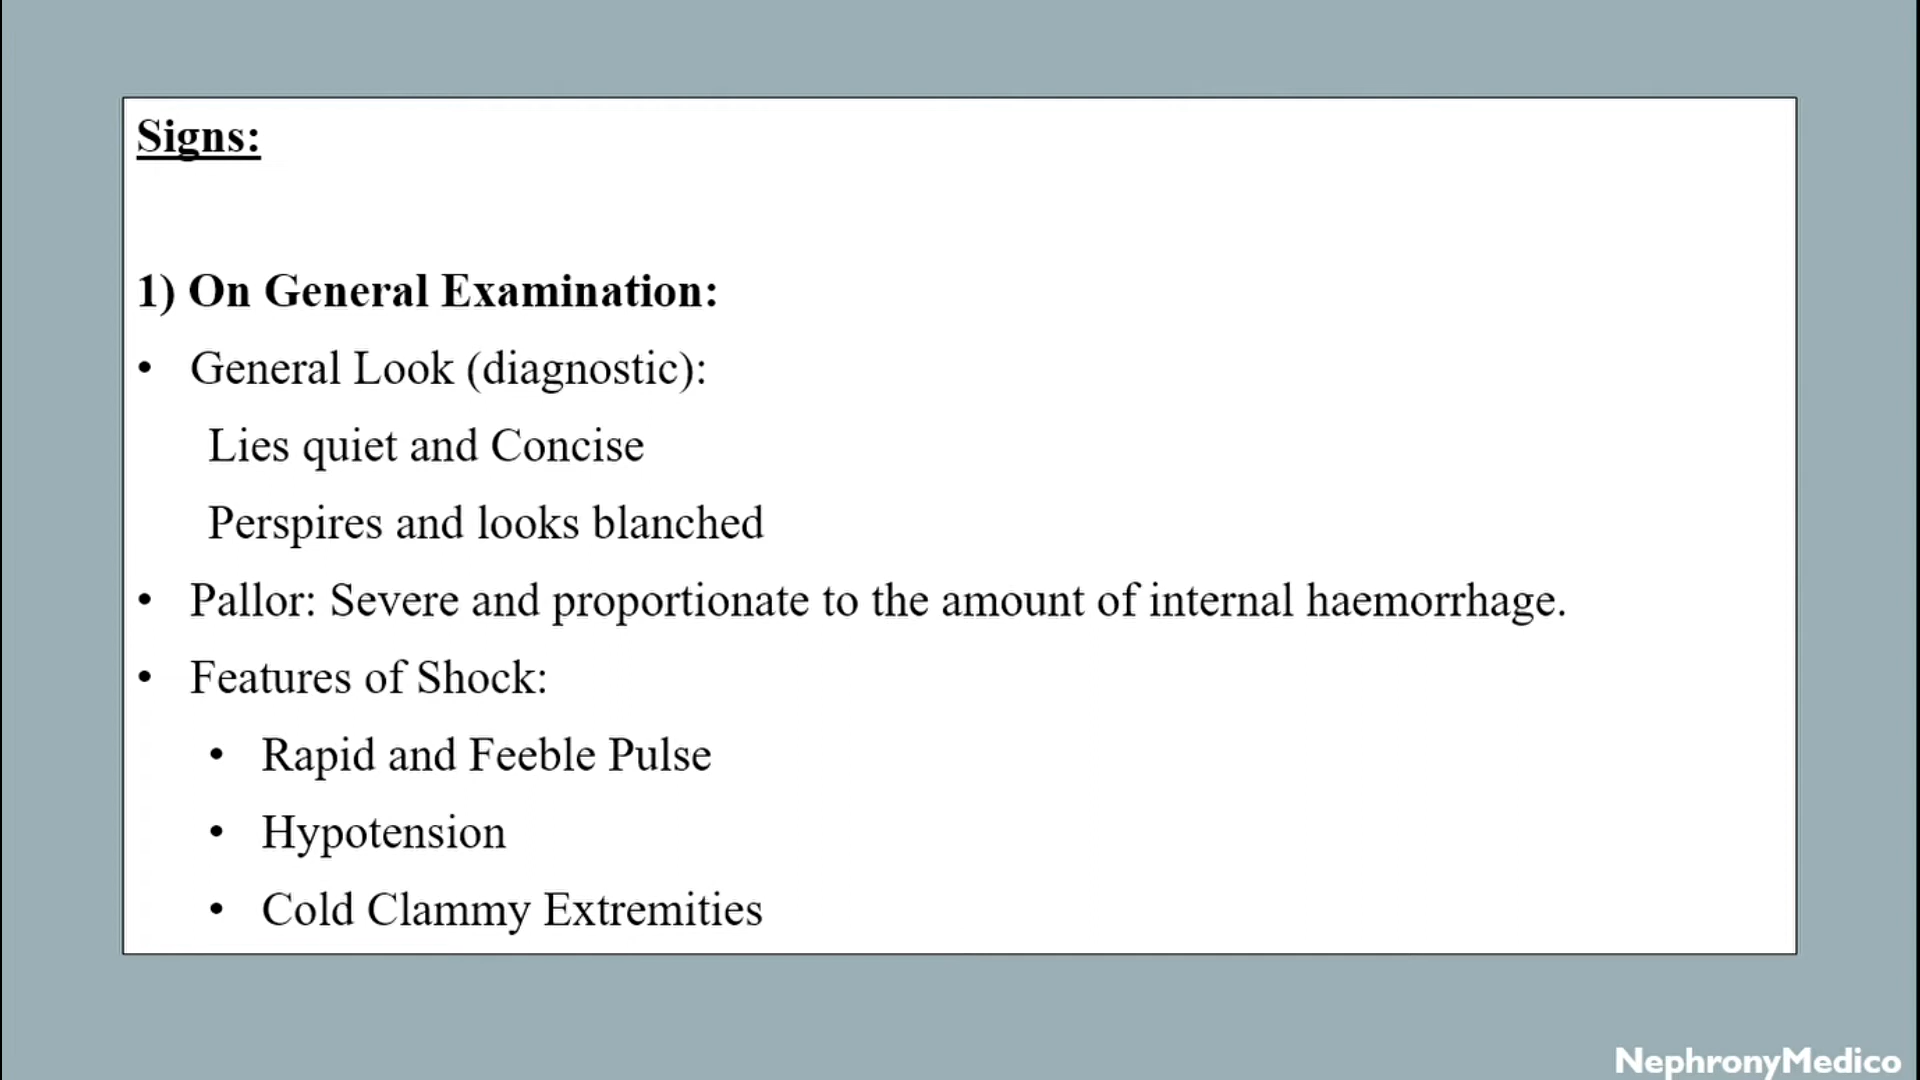 Signs:
1) On General Examination:
• General Look (diagnostic):
Lies quiet and Concise
Perspires and looks blanched
• Pallor: Severe and proportionate to the amount of internal haemorrhage.
• Features of Shock:
• Rapid and Feeble Pulse
• Hypotension
• Cold Clammy Extremities
NephronyMedico